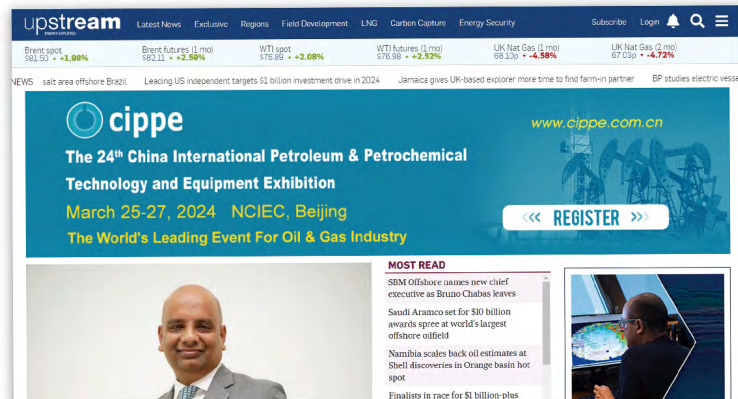 upstream
ENERGY EXPLORED
Latest News Exclusive Regions Field Development LNG Carbon Capture Energy Security Subscribe Login
Brent spot
$81.50 +1.98%
Brent futures (1 mo)
$82.11 +2.59%
WTI spot
$76.89 +2.08%
WTI futures (1 mo)
$76.98 +2.52%
UK Nat Gas (1 mo)
68.10p -4.58%
UK Nat Gas (2 mo)
67.03p -4.72%
NEWS salt area offshore Brazil Leading US independent targets $1 billion investment drive in 2024 Jamaica gives UK-based explorer more time to find farm-in partner BP studies electric vesse
cippe
www.cippe.com.cn
The 24th China International Petroleum & Petrochemical
Technology and Equipment Exhibition
March 25-27, 2024 NCIEC, Beijing
The World's Leading Event For Oil & Gas Industry
<<< REGISTER >>>
MOST READ
SBM Offshore names new chief
executive as Bruno Chabas leaves
Saudi Aramco set for $10 billion
awards spree at world's largest
offshore oilfield
Namibia scales back oil estimates at
Shell discoveries in Orange basin hot
spot
Finalists in race for $1 billion-plus